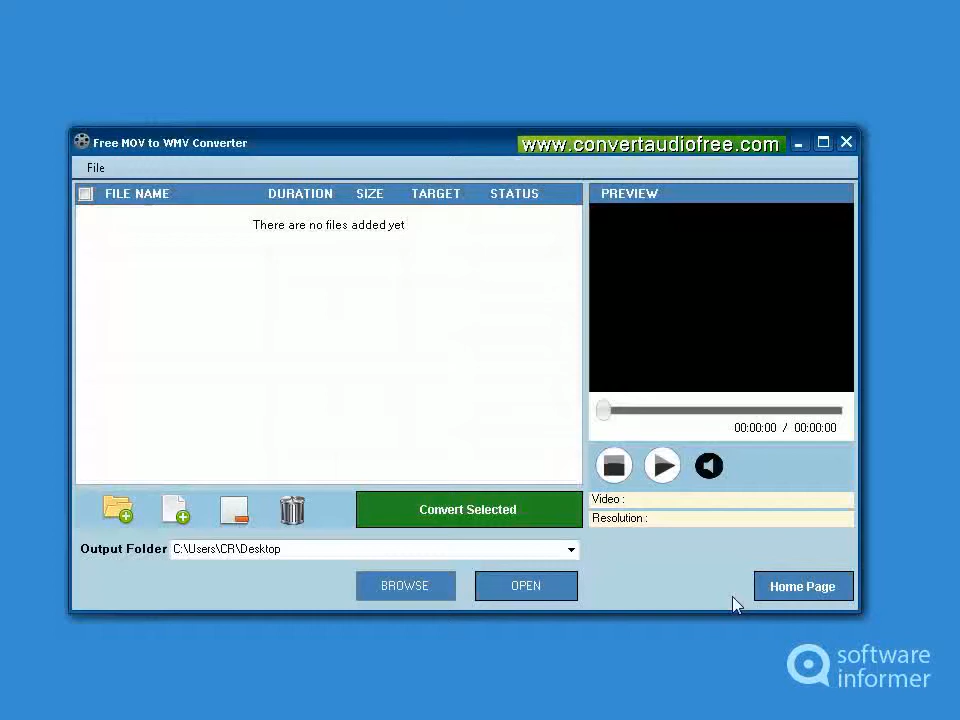 Free MOV to WMV Converter
www.convertaudiofree.com
File
FILE NAME DURATION SIZE TARGET STATUS
PREVIEW
There are no files added yet
00:00:00 / 00:00:00
Video :
Resolution :
Convert Selected
Output Folder C:\Users\CR\Desktop
BROWSE OPEN Home Page
software
informer